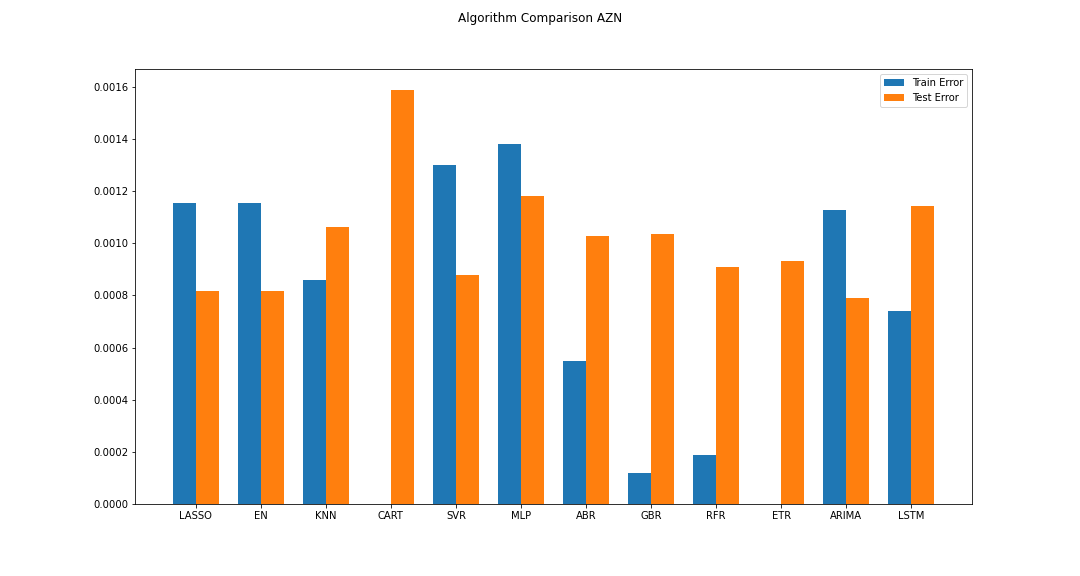 Algorithm Comparison AZN
Train Error
Test Error
0.0016
0.0014
0.0012
0.0010
0.0008
0.0006
0.0004
0.0002
0.0000
LASSO EN KNN CART SVR MLP ABR GBR RFR ETR ARIMA LSTM